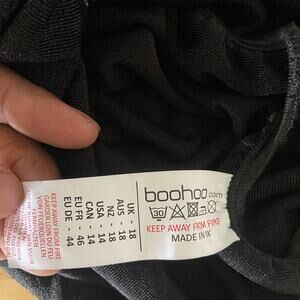 boohoo.com
30
KEEP AWAY FROM FIRE
MADE IN UK
UK - 18
AUS - 18
NZ - 18
USA - 14
CAN - 14
EU FR - 46
EU DE - 44
KEEP AWAY FROM FIRE